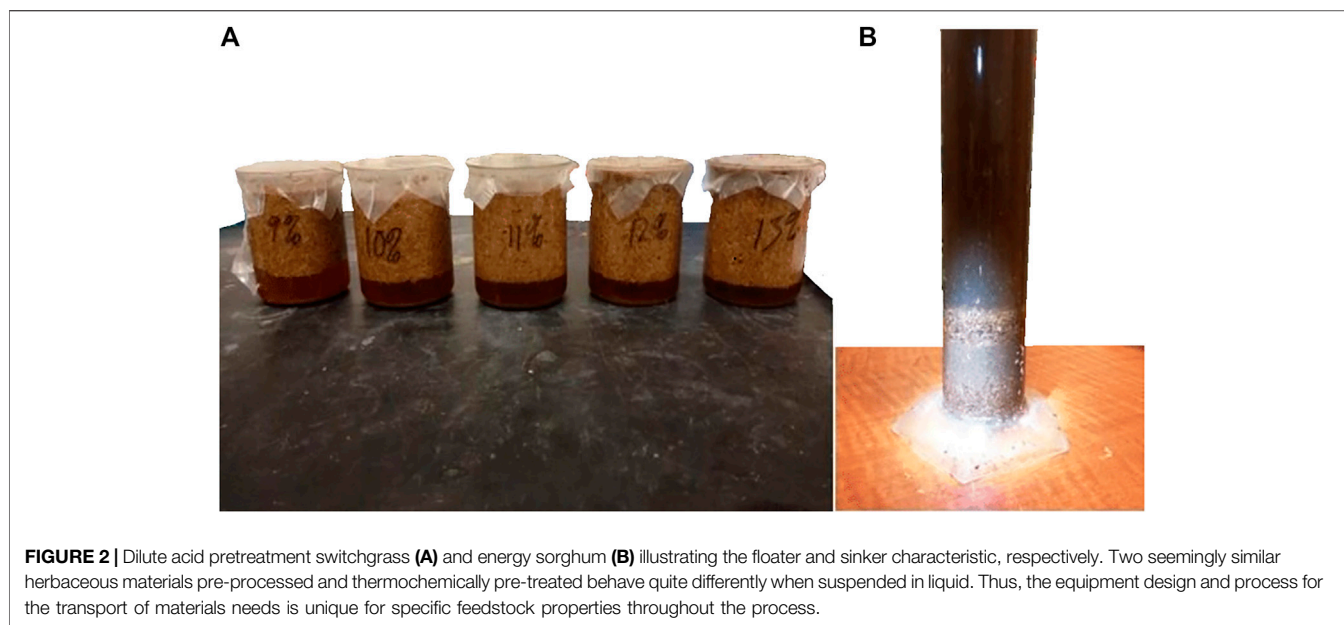 A
B
9%
10%
11%
12%
13%
FIGURE 2 | Dilute acid pretreatment switchgrass (A) and energy sorghum (B) illustrating the floater and sinker characteristic, respectively. Two seemingly similar
herbaceous materials pre-processed and thermochemically pre-treated behave quite differently when suspended in liquid. Thus, the equipment design and process for
the transport of materials needs is unique for specific feedstock properties throughout the process.